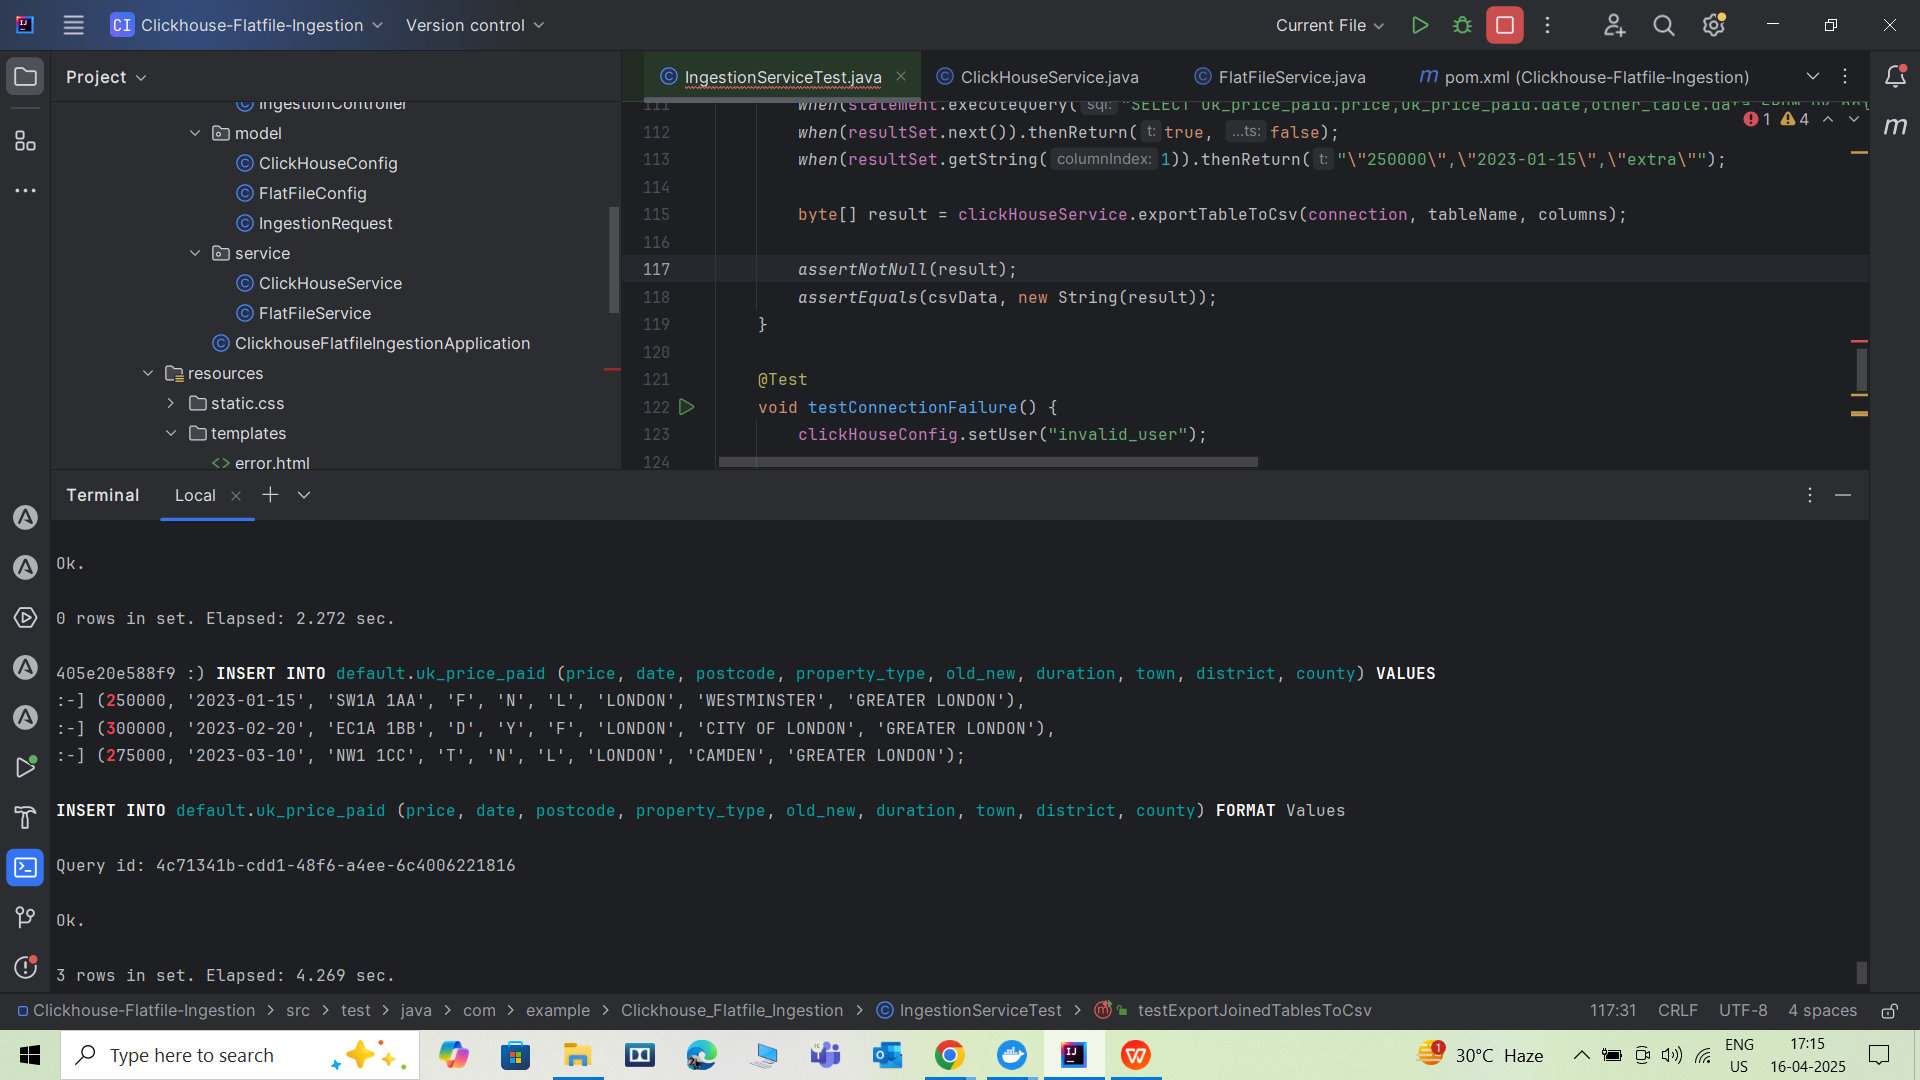 CI Clickhouse-Flatfile-Ingestion Version control Current File
Project
IngestionServiceTest.java ClickHouseService.java FlatFileService.java m pom.xml (Clickhouse-Flatfile-Ingestion)
IngestionController
model
ClickHouseConfig
FlatFileConfig
IngestionRequest
service
ClickHouseService
FlatFileService
ClickhouseFlatfileIngestionApplication
resources
static.css
templates
error.html
1 4
111 when(statement.executeQuery( sql: "SELECT uk_price_paid.price,uk_price_paid.date,other_table.data FROM
112 when(resultSet.next()).thenReturn( t: true, ...ts: false);
113 when(resultSet.getString( columnIndex: 1)).thenReturn( t: "\"250000\",\"2023-01-15\",\"extra\"");
114
115 byte[] result = clickHouseService.exportTableToCsv(connection, tableName, columns);
116
117 assertNotNull(result);
118 assertEquals(csvData, new String(result));
119 }
120
121 @Test
122 void testConnectionFailure() {
123 clickHouseConfig.setUser("invalid_user");
124
Terminal Local
Ok.
0 rows in set. Elapsed: 2.272 sec.
405e20e588f9 :) INSERT INTO default.uk_price_paid (price, date, postcode, property_type, old_new, duration, town, district, county) VALUES
:-] (250000, '2023-01-15', 'SW1A 1AA', 'F', 'N', 'L', 'LONDON', 'WESTMINSTER', 'GREATER LONDON'),
:-] (300000, '2023-02-20', 'EC1A 1BB', 'D', 'Y', 'F', 'LONDON', 'CITY OF LONDON', 'GREATER LONDON'),
:-] (275000, '2023-03-10', 'NW1 1CC', 'T', 'N', 'L', 'LONDON', 'CAMDEN', 'GREATER LONDON');
INSERT INTO default.uk_price_paid (price, date, postcode, property_type, old_new, duration, town, district, county) FORMAT Values
Query id: 4c71341b-cdd1-48f6-a4ee-6c4006221816
Ok.
3 rows in set. Elapsed: 4.269 sec.
Clickhouse-Flatfile-Ingestion > src > test > java > com > example > Clickhouse_Flatfile_Ingestion > IngestionServiceTest > testExportJoinedTablesToCsv 117:31 CRLF UTF-8 4 spaces
Type here to search
1 30°C Haze
ENG
US
17:15
16-04-2025